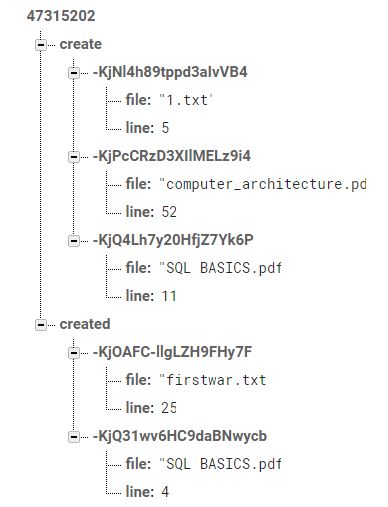 47315202
create
-KjNl4h89tppd3alvVB4
file: "1.txt"
line: 5
-KjPcCRzD3XIlMELz9i4
file: "computer_architecture.pd
line: 52
-KjQ4Lh7y20HfjZ7Yk6P
file: "SQL BASICS.pdf
line: 11
created
-KjOAFC-llgLZH9FHy7F
file: "firstwar.txt
line: 25
-KjQ31wv6HC9daBNwycb
file: "SQL BASICS.pdf
line: 4